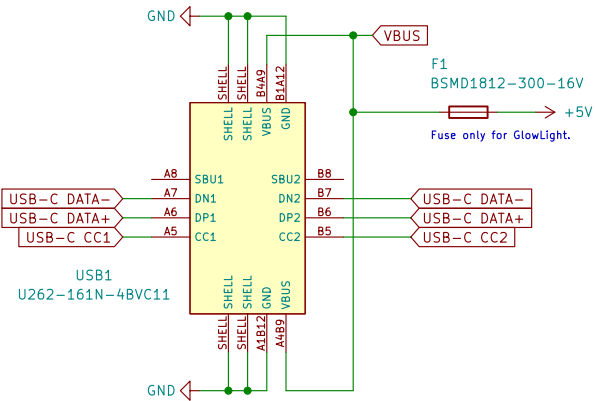 GND
VBUS
SHELL
SHELL
B4A9
B1A12
SHELL
SHELL
VBUS
GND
F1
BSMD1812-300-16V
+5V
Fuse only for GlowLight.
A8
SBU1
SBU2
B8
USB-C DATA-
A7
DN1
DN2
B7
USB-C DATA-
USB-C DATA+
A6
DP1
DP2
B6
USB-C DATA+
USB-C CC1
A5
CC1
CC2
B5
USB-C CC2
USB1
U262-161N-4BVC11
SHELL
SHELL
GND
VBUS
SHELL
SHELL
A1B12
A4B9
GND